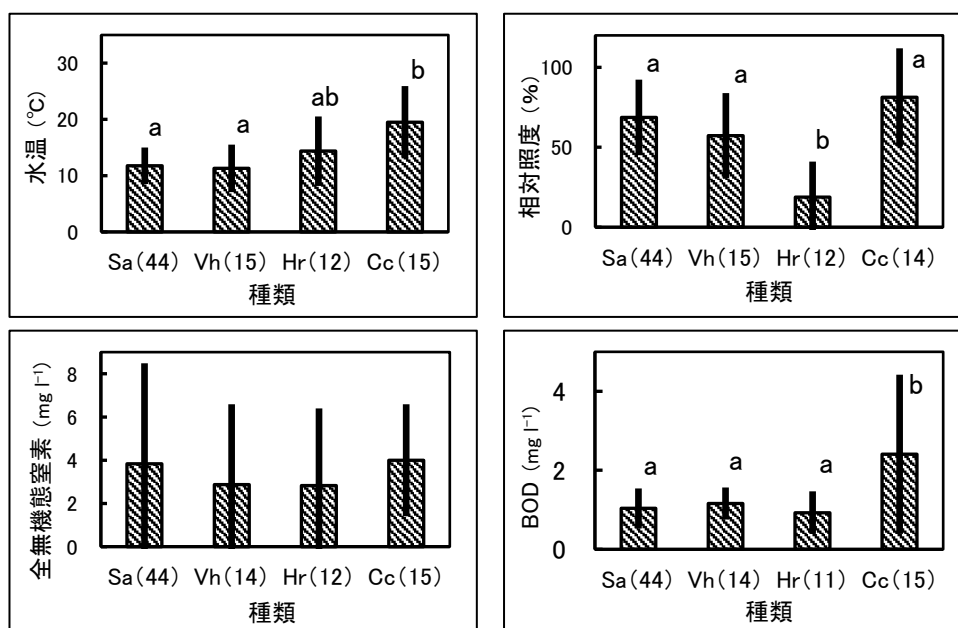 水温 (℃)
30
20
10
0
a
a
ab
b
Sa(44) Vh(15) Hr(12) Cc(15)
種類
相対照度 (%)
100
50
0
a
a
b
a
Sa(44) Vh(15) Hr(12) Cc(14)
種類
全無機態窒素 (mg l⁻¹)
8
6
4
2
0
Sa(44) Vh(14) Hr(12) Cc(15)
種類
BOD (mg l⁻¹)
4
2
0
a
a
a
b
Sa(44) Vh(14) Hr(11) Cc(15)
種類